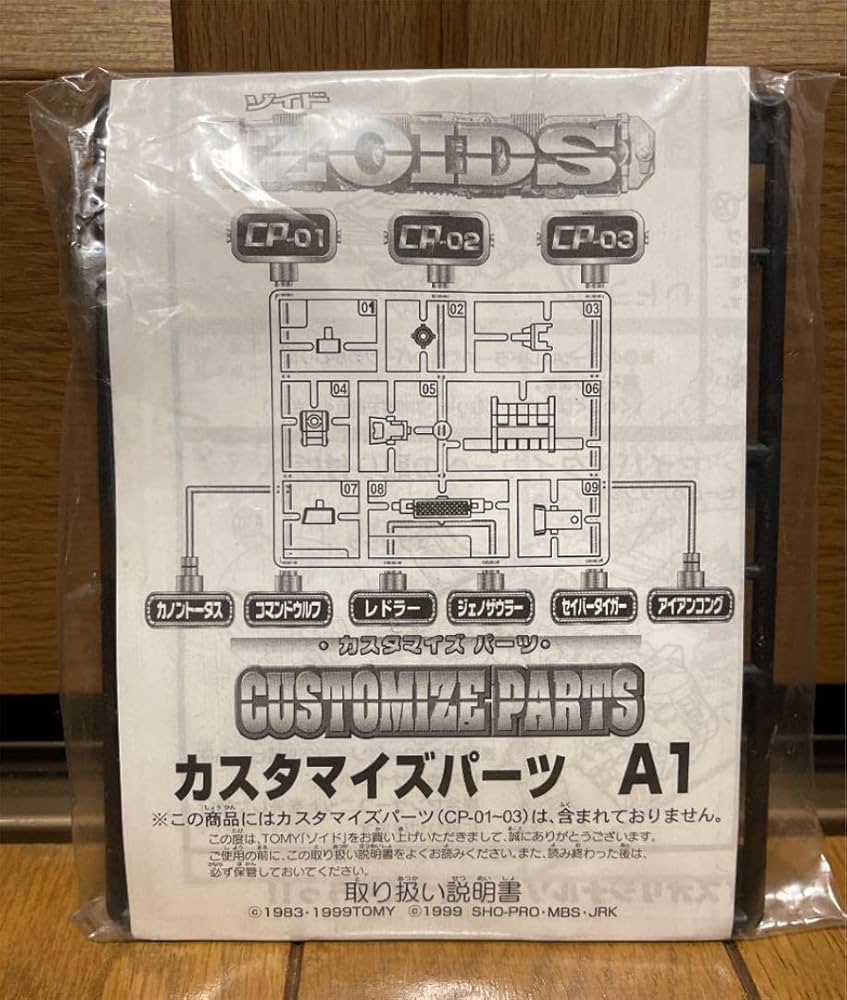 ゾイド
ZOIDS
CP-01 CP-02 CP-03
01 02 03
04 05 06
07 08 09
カノントータス コマンドウルフ レドラー ジェノザウラー セイバータイガー アイアンコング
・カスタマイズ パーツ・
CUSTOMIZE PARTS
カスタマイズパーツ A1
※この商品にはカスタマイズパーツ(CP-01~03)は、含まれておりません。
この度は、TOMY「ゾイド」をお買い上げいただきまして、誠にありがとうございます。
ご使用の前に、この取り扱い説明書をよくお読みください。また、読み終わった後は、
必ず保管しておいてください。
取り扱い説明書
©1983・1999TOMY ©1999 SHO-PRO・MBS・JRK